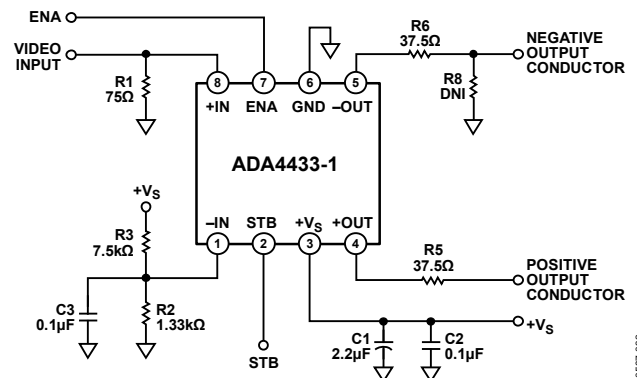 ENA
VIDEO
INPUT
R1
75Ω
R6
37.5Ω
NEGATIVE
OUTPUT
CONDUCTOR
R8
DNI
8
7
6
5
+IN
ENA
GND
–OUT
ADA4433-1
–IN
STB
+VS
+OUT
1
2
3
4
+VS
R3
7.5kΩ
C3
0.1µF
R2
1.33kΩ
STB
R5
37.5Ω
POSITIVE
OUTPUT
CONDUCTOR
+VS
C1
2.2µF
C2
0.1µF